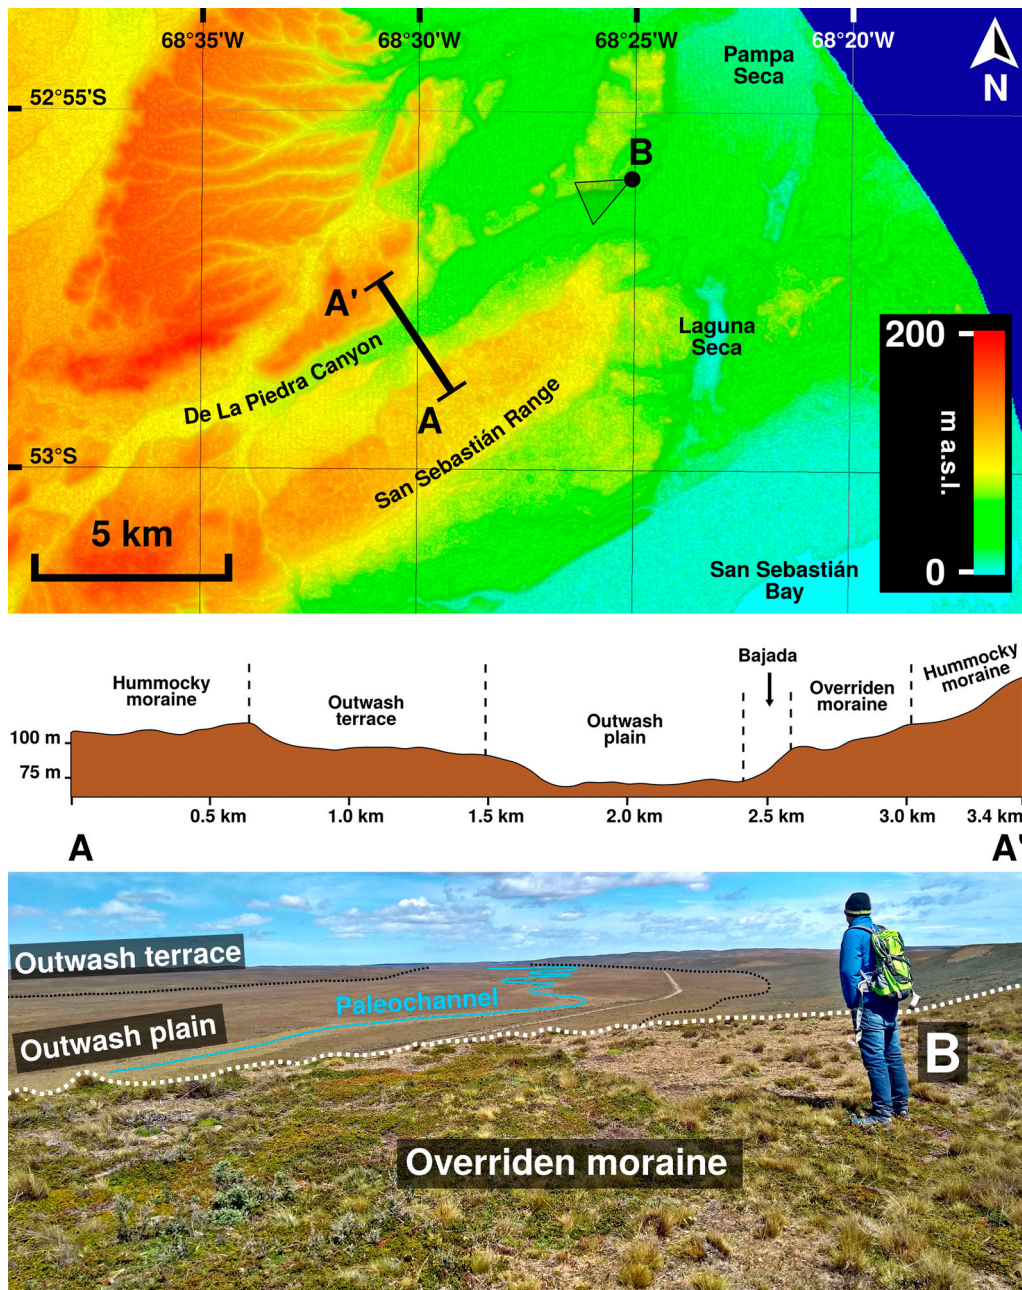 68°35'W
68°30'W
68°25'W
68°20'W
Pampa
Seca
N
52°55'S
B
A'
Laguna
Seca
200
De La Piedra Canyon
A
San Sebastián Range
m a.s.l.
53°S
5 km
San Sebastián
Bay
0
Bajada
Hummocky
moraine
Outwash
terrace
Outwash
plain
Overriden
moraine
Hummocky
moraine
100 m
75 m
0.5 km
1.0 km
1.5 km
2.0 km
2.5 km
3.0 km
3.4 km
A
A'
Outwash terrace
Paleochannel
Outwash plain
B
Overriden moraine